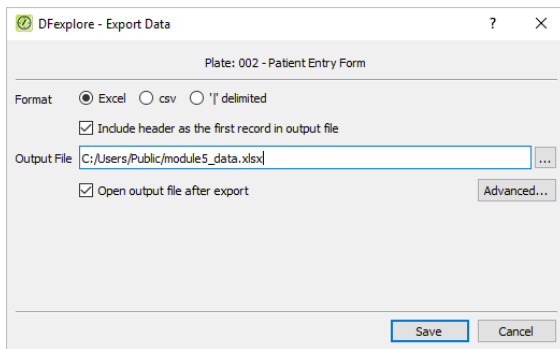 DFexplore - Export Data ? ×
Plate: 002 - Patient Entry Form
Format Excel csv '|' delimited
Include header as the first record in output file
Output File C:/Users/Public/module5_data.xlsx ...
Open output file after export Advanced...
Save Cancel